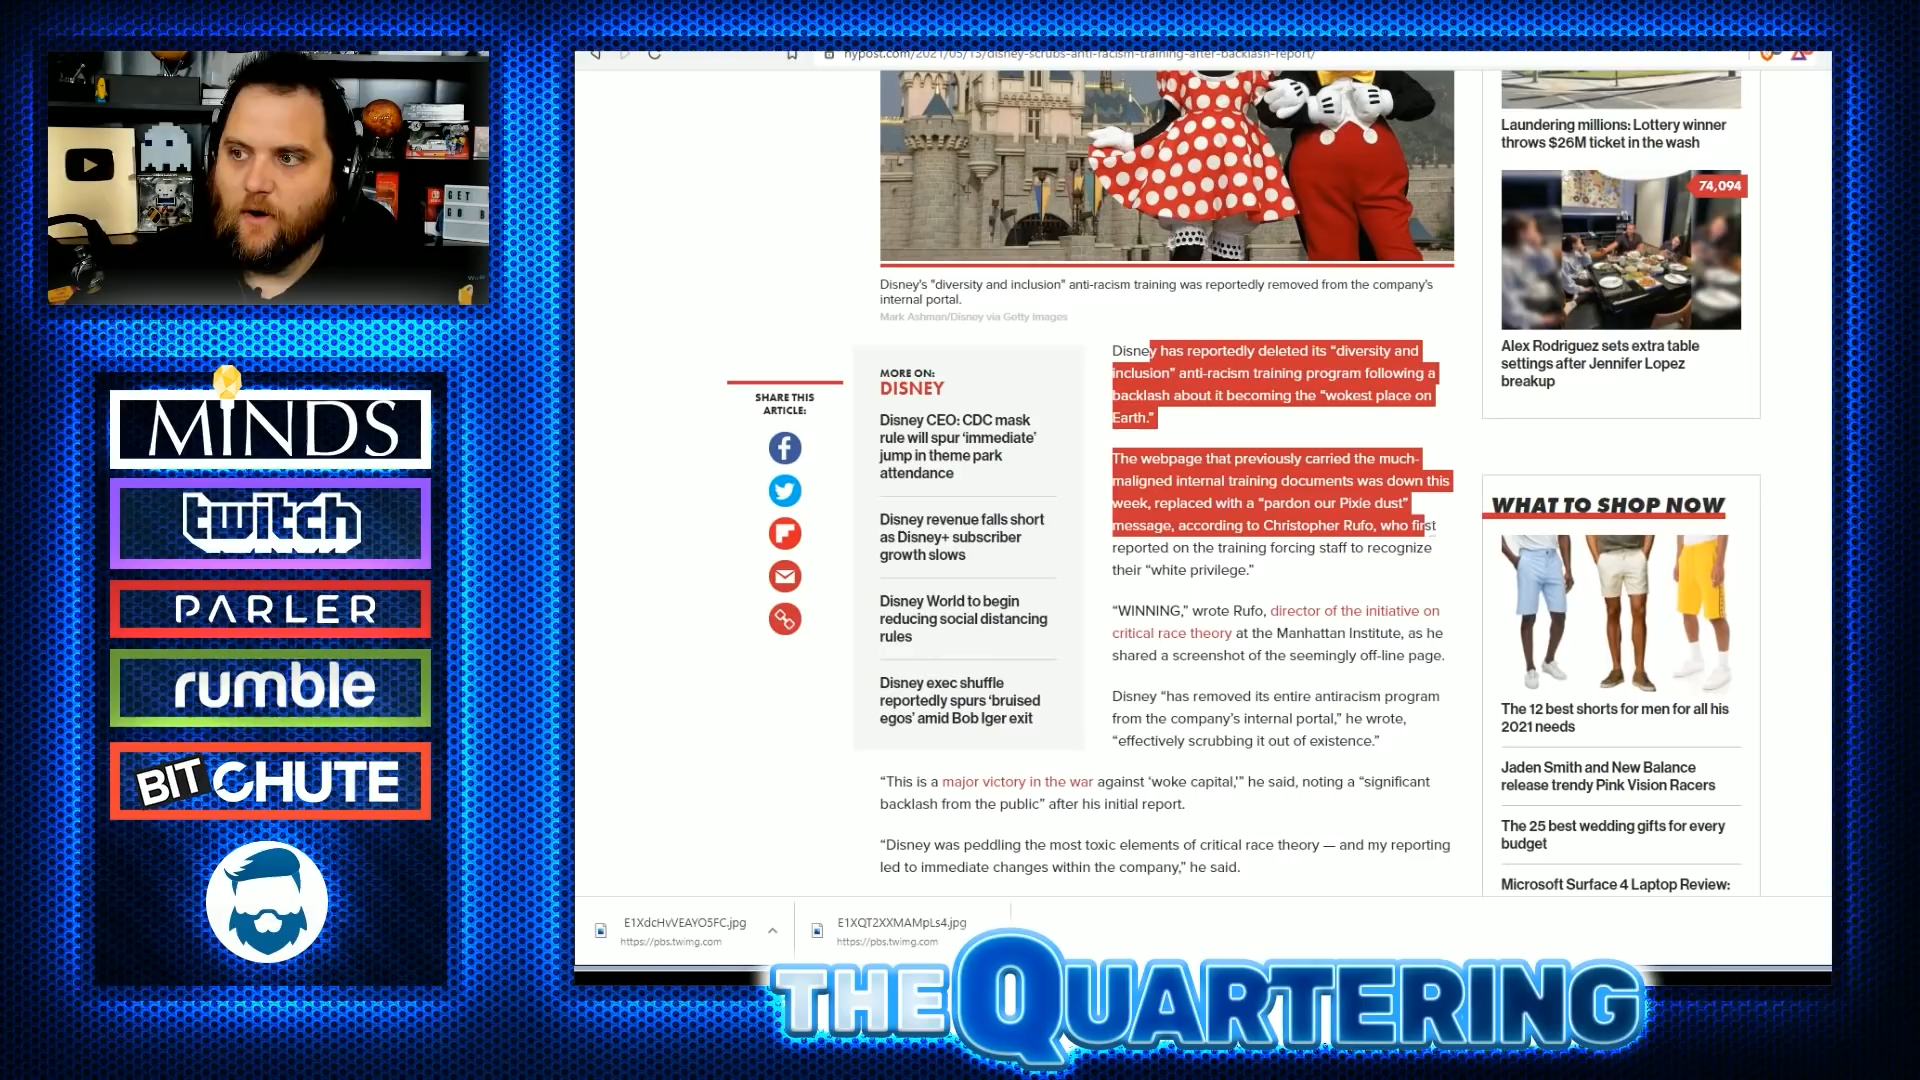 nypost.com/2021/05/13/disney-scrubs-anti-racism-training-after-backlash-report/
GET
GO B
MINDS
twitch
PARLER
rumble
BITCHUTE
Disney's "diversity and inclusion" anti-racism training was reportedly removed from the company's
internal portal.
Mark Ashman/Disney via Getty Images
SHARE THIS
ARTICLE:
MORE ON:
DISNEY
Disney CEO: CDC mask
rule will spur ‘immediate’
jump in theme park
attendance
Disney revenue falls short
as Disney+ subscriber
growth slows
Disney World to begin
reducing social distancing
rules
Disney exec shuffle
reportedly spurs ‘bruised
egos’ amid Bob Iger exit
Disney has reportedly deleted its “diversity and
inclusion” anti-racism training program following a
backlash about it becoming the “wokest place on
Earth.”
The webpage that previously carried the much-
maligned internal training documents was down this
week, replaced with a “pardon our Pixie dust”
message, according to Christopher Rufo, who first
reported on the training forcing staff to recognize
their “white privilege.”
“WINNING,” wrote Rufo, director of the initiative on
critical race theory at the Manhattan Institute, as he
shared a screenshot of the seemingly off-line page.
Disney “has removed its entire antiracism program
from the company’s internal portal,” he wrote,
“effectively scrubbing it out of existence.”
“This is a major victory in the war against ‘woke capital,'” he said, noting a “significant
backlash from the public” after his initial report.
“Disney was peddling the most toxic elements of critical race theory — and my reporting
led to immediate changes within the company,” he said.
Laundering millions: Lottery winner
throws $26M ticket in the wash
74,094
Alex Rodriguez sets extra table
settings after Jennifer Lopez
breakup
WHAT TO SHOP NOW
The 12 best shorts for men for all his
2021 needs
Jaden Smith and New Balance
release trendy Pink Vision Racers
The 25 best wedding gifts for every
budget
Microsoft Surface 4 Laptop Review:
E1XdcHvVEAYO5FC.jpg
https://pbs.twimg.com
E1XQT2XXMAMpLs4.jpg
https://pbs.twimg.com
THE QUARTERING